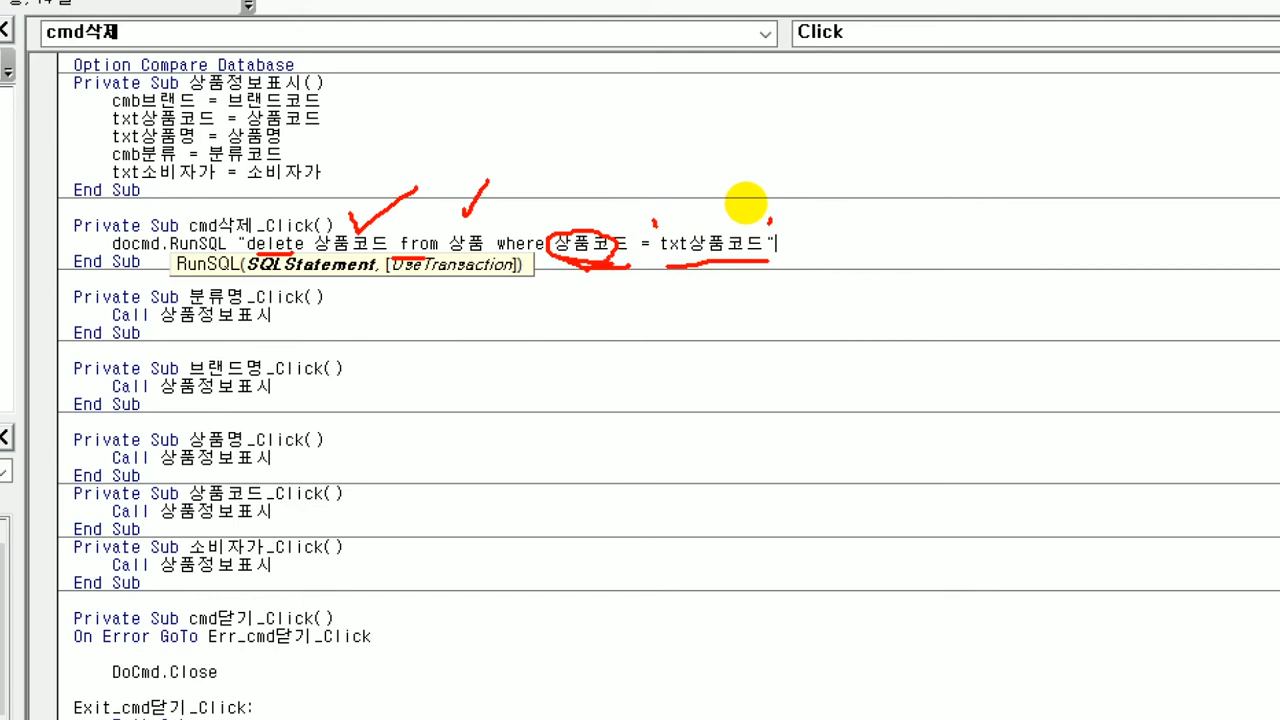 cmd삭제
Click
Option Compare Database
Private Sub 상품정보표시()
cmb브랜드 = 브랜드코드
txt상품코드 = 상품코드
txt상품명 = 상품명
cmb분류 = 분류코드
txt소비자가 = 소비자가
End Sub
Private Sub cmd삭제_Click()
docmd.RunSQL "delete 상품코드 from 상품 where 상품코드 = txt상품코드"
End Sub
RunSQL(SQLStatement, [UseTransaction])
Private Sub 분류명_Click()
Call 상품정보표시
End Sub
Private Sub 브랜드명_Click()
Call 상품정보표시
End Sub
Private Sub 상품명_Click()
Call 상품정보표시
End Sub
Private Sub 상품코드_Click()
Call 상품정보표시
End Sub
Private Sub 소비자가_Click()
Call 상품정보표시
End Sub
Private Sub cmd닫기_Click()
On Error GoTo Err_cmd닫기_Click
DoCmd.Close
Exit_cmd닫기_Click: